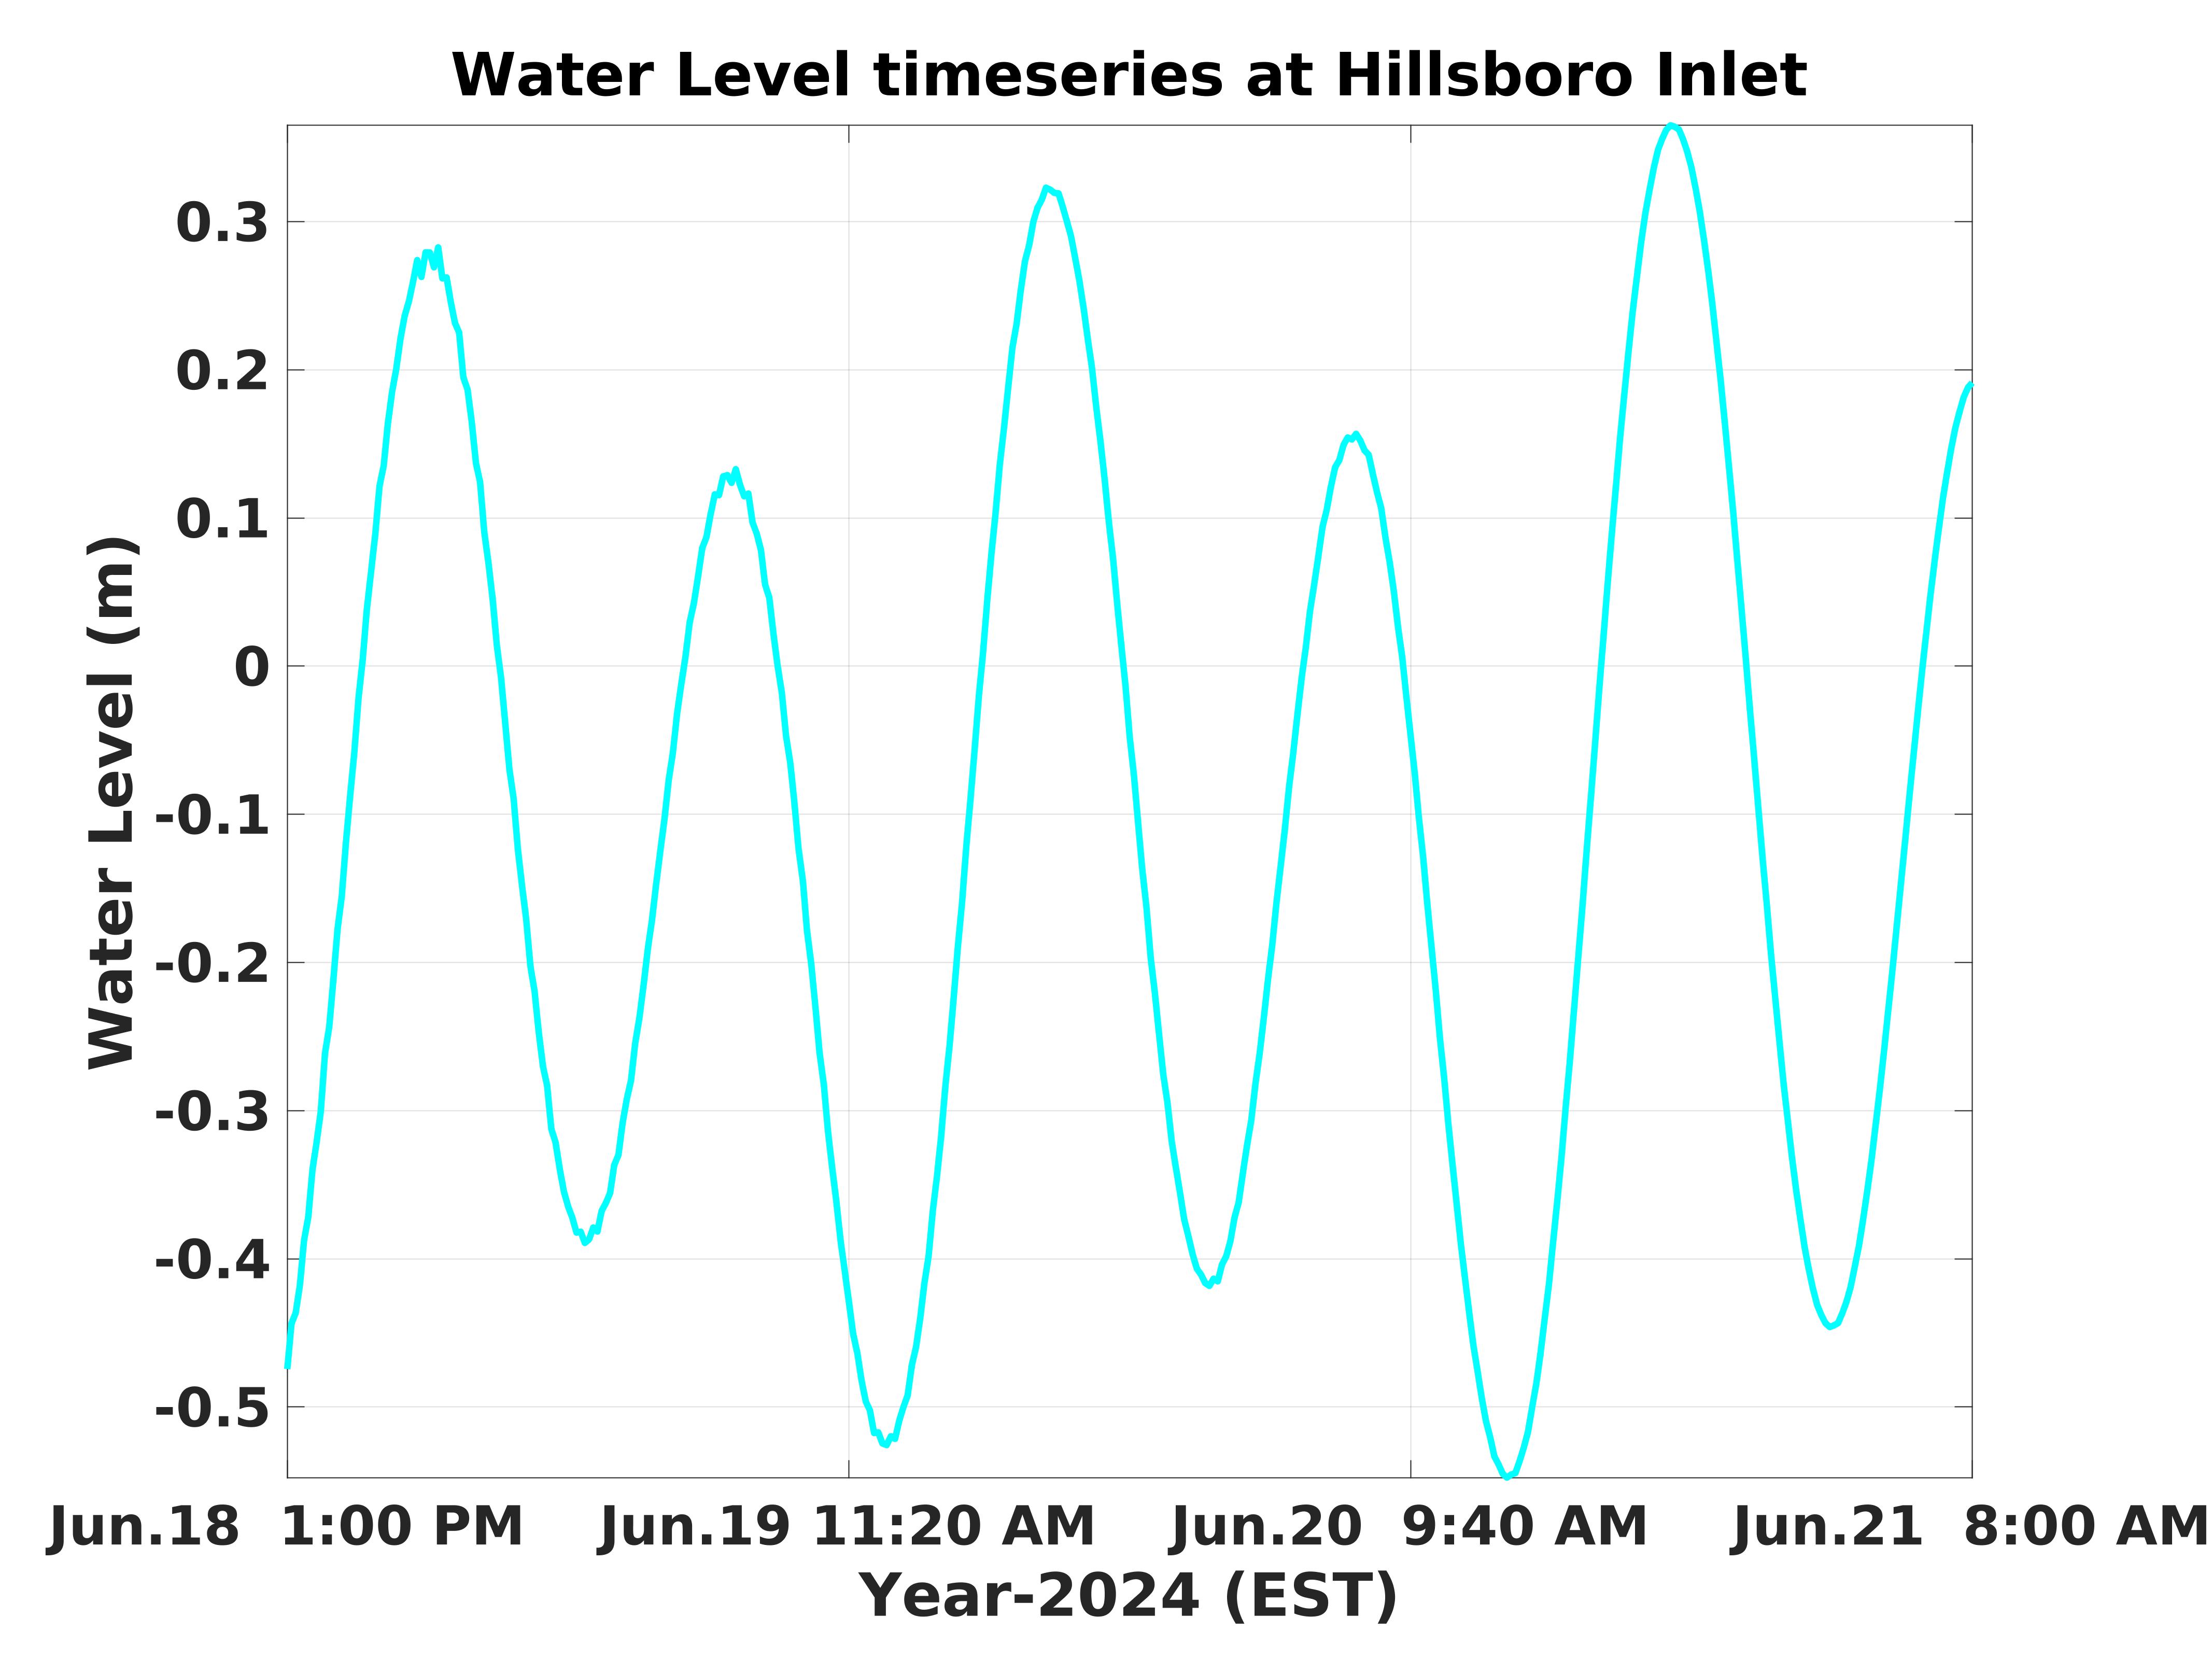 Water Level timeseries at Hillsboro Inlet
0.3
0.2
0.1
0
-0.1
-0.2
-0.3
-0.4
-0.5
Water Level (m)
Jun.18 1:00 PM
Jun.19 11:20 AM
Jun.20 9:40 AM
Jun.21 8:00 AM
Year-2024 (EST)